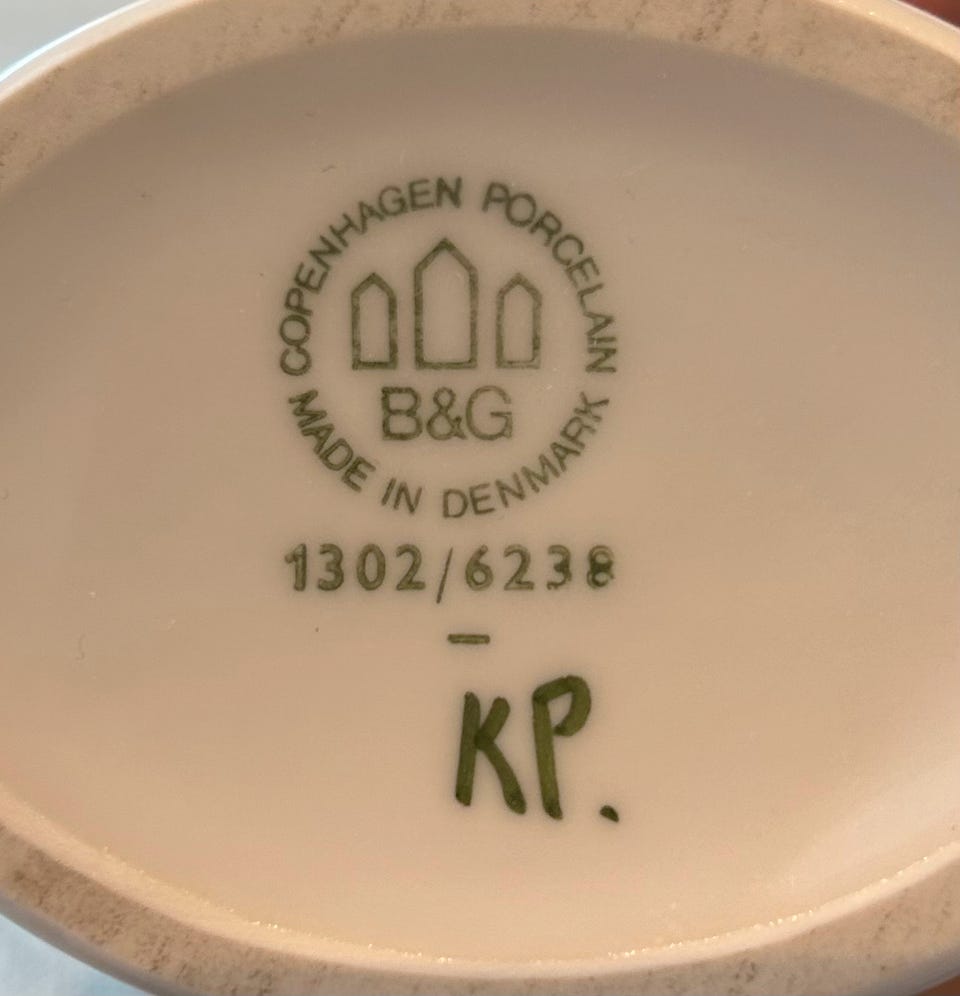 COPENHAGEN PORCELAIN
B&G
MADE IN DENMARK
1302/6238
–
KP.